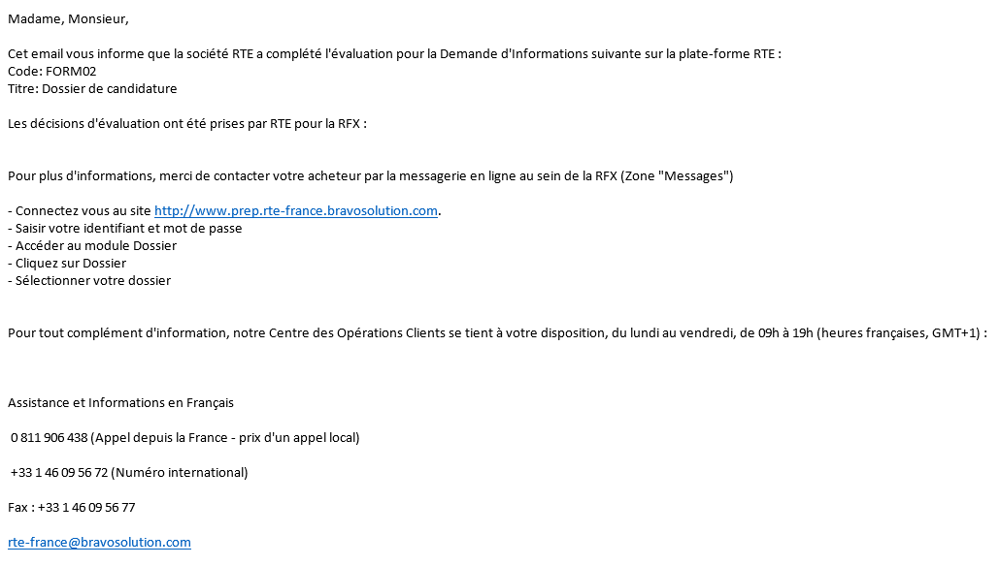 Madame, Monsieur,
Cet email vous informe que la société RTE a complété l'évaluation pour la Demande d'Informations suivante sur la plate-forme RTE :
Code: FORM02
Titre: Dossier de candidature
Les décisions d'évaluation ont été prises par RTE pour la RFX :
Pour plus d'informations, merci de contacter votre acheteur par la messagerie en ligne au sein de la RFX (Zone "Messages")
- Connectez vous au site http://www.prep.rte-france.bravosolution.com.
- Saisir votre identifiant et mot de passe
- Accéder au module Dossier
- Cliquez sur Dossier
- Sélectionner votre dossier
Pour tout complément d'information, notre Centre des Opérations Clients se tient à votre disposition, du lundi au vendredi, de 09h à 19h (heures françaises, GMT+1) :
Assistance et Informations en Français
0 811 906 438 (Appel depuis la France - prix d'un appel local)
+33 1 46 09 56 72 (Numéro international)
Fax : +33 1 46 09 56 77
rte-france@bravosolution.com